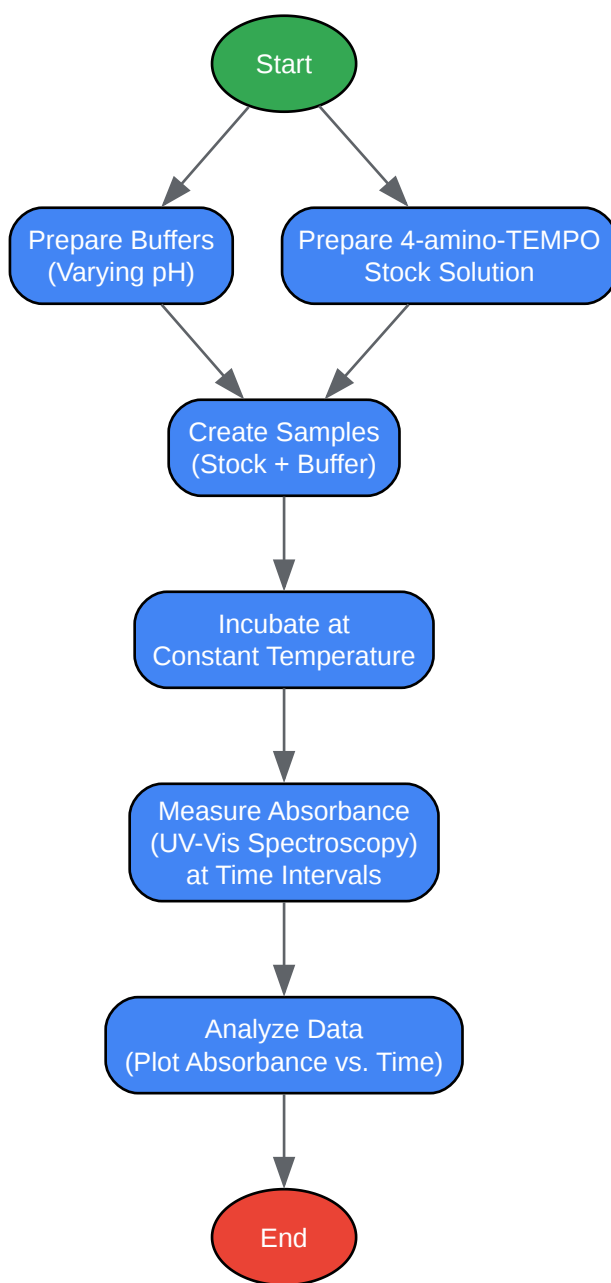 Start
Prepare Buffers
(Varying pH)
Prepare 4-amino-TEMPO
Stock Solution
Create Samples
(Stock + Buffer)
Incubate at
Constant Temperature
Measure Absorbance
(UV-Vis Spectroscopy)
at Time Intervals
Analyze Data
(Plot Absorbance vs. Time)
End